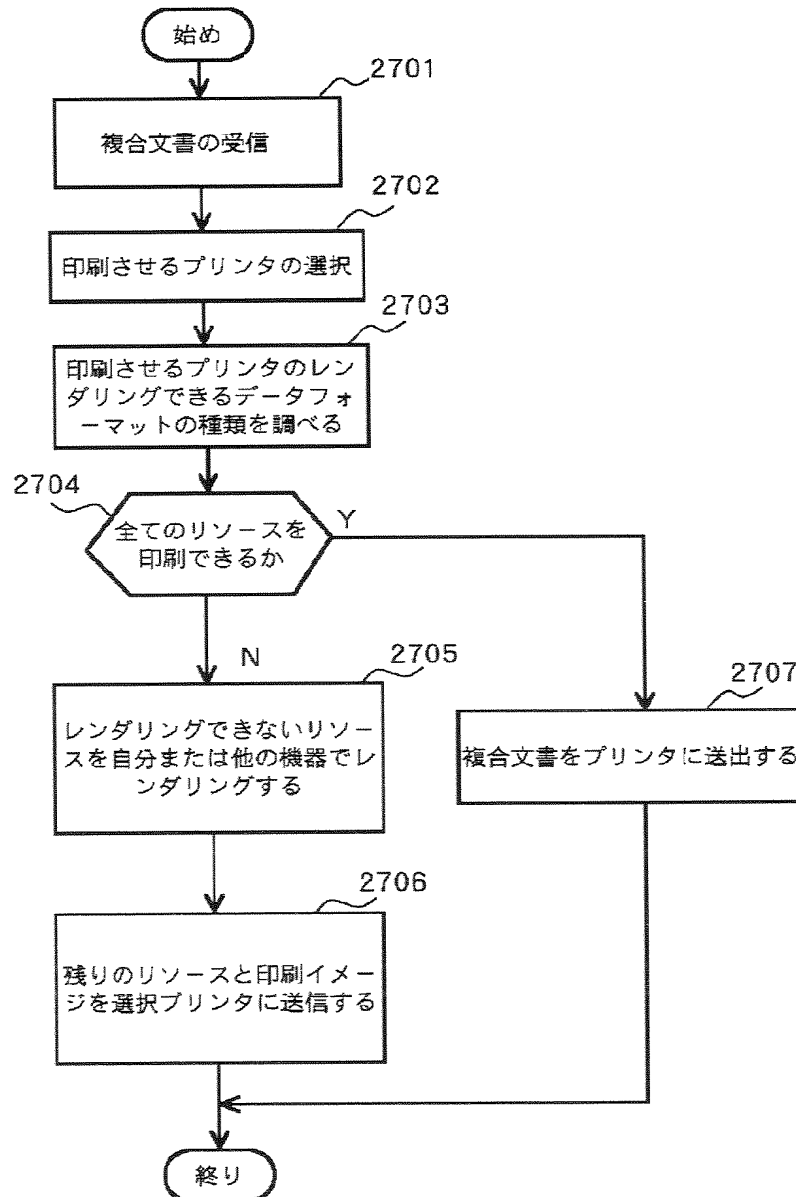 始め
2701
複合文書の受信
2702
印刷させるプリンタの選択
2703
印刷させるプリンタのレン
ダリングできるデータフォ
ーマットの種類を調べる
2704
全てのリソースを
印刷できるか
Y
N
2705
レンダリングできないリソー
スを自分または他の機器でレ
ンダリングする
2707
複合文書をプリンタに送出する
2706
残りのリソースと印刷イメー
ジを選択プリンタに送信する
終り